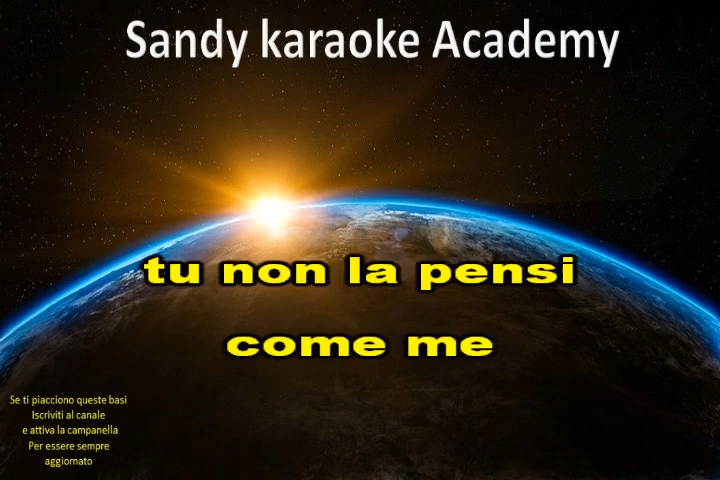 Sandy karaoke Academy
tu non la pensi
come me
Se ti piacciono queste basi
Iscriviti al canale
e attiva la campanella
Per essere sempre
aggiornato